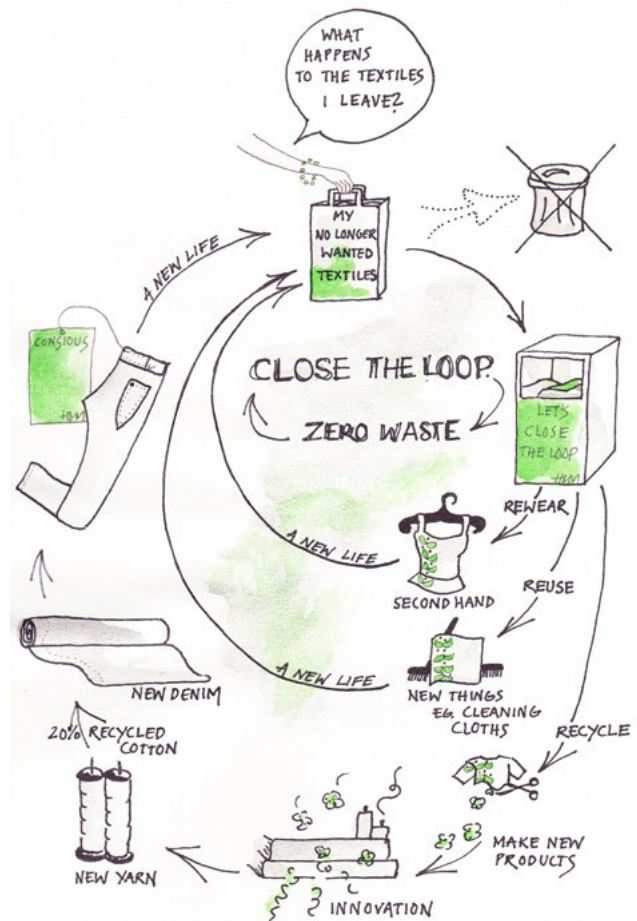 WHAT
HAPPENS
TO THE TEXTILES
I LEAVE?
MY
NO LONGER
WANTED
TEXTILES
A NEW LIFE
CONSIOUS
H&M
CLOSE THE LOOP
ZERO WASTE
LET'S
CLOSE
THE LOOP
H&M
REWEAR
A NEW LIFE
SECOND HAND
REUSE
A NEW LIFE
NEW THINGS
EG. CLEANING
CLOTHS
NEW DENIM
20% RECYCLED
COTTON
RECYCLE
MAKE NEW
PRODUCTS
NEW YARN
INNOVATION